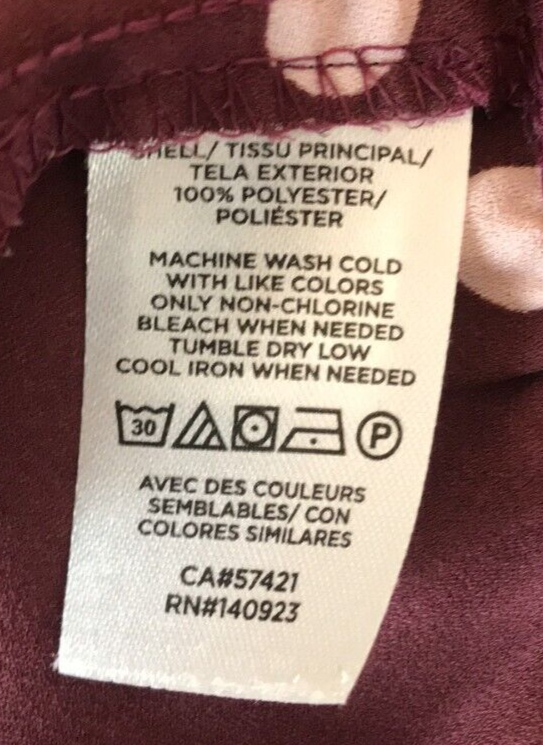 SHELL/ TISSU PRINCIPAL/
TELA EXTERIOR
100% POLYESTER/
POLIÉSTER
MACHINE WASH COLD
WITH LIKE COLORS
ONLY NON-CHLORINE
BLEACH WHEN NEEDED
TUMBLE DRY LOW
COOL IRON WHEN NEEDED
30 P
AVEC DES COULEURS
SEMBLABLES/ CON
COLORES SIMILARES
CA#57421
RN#140923